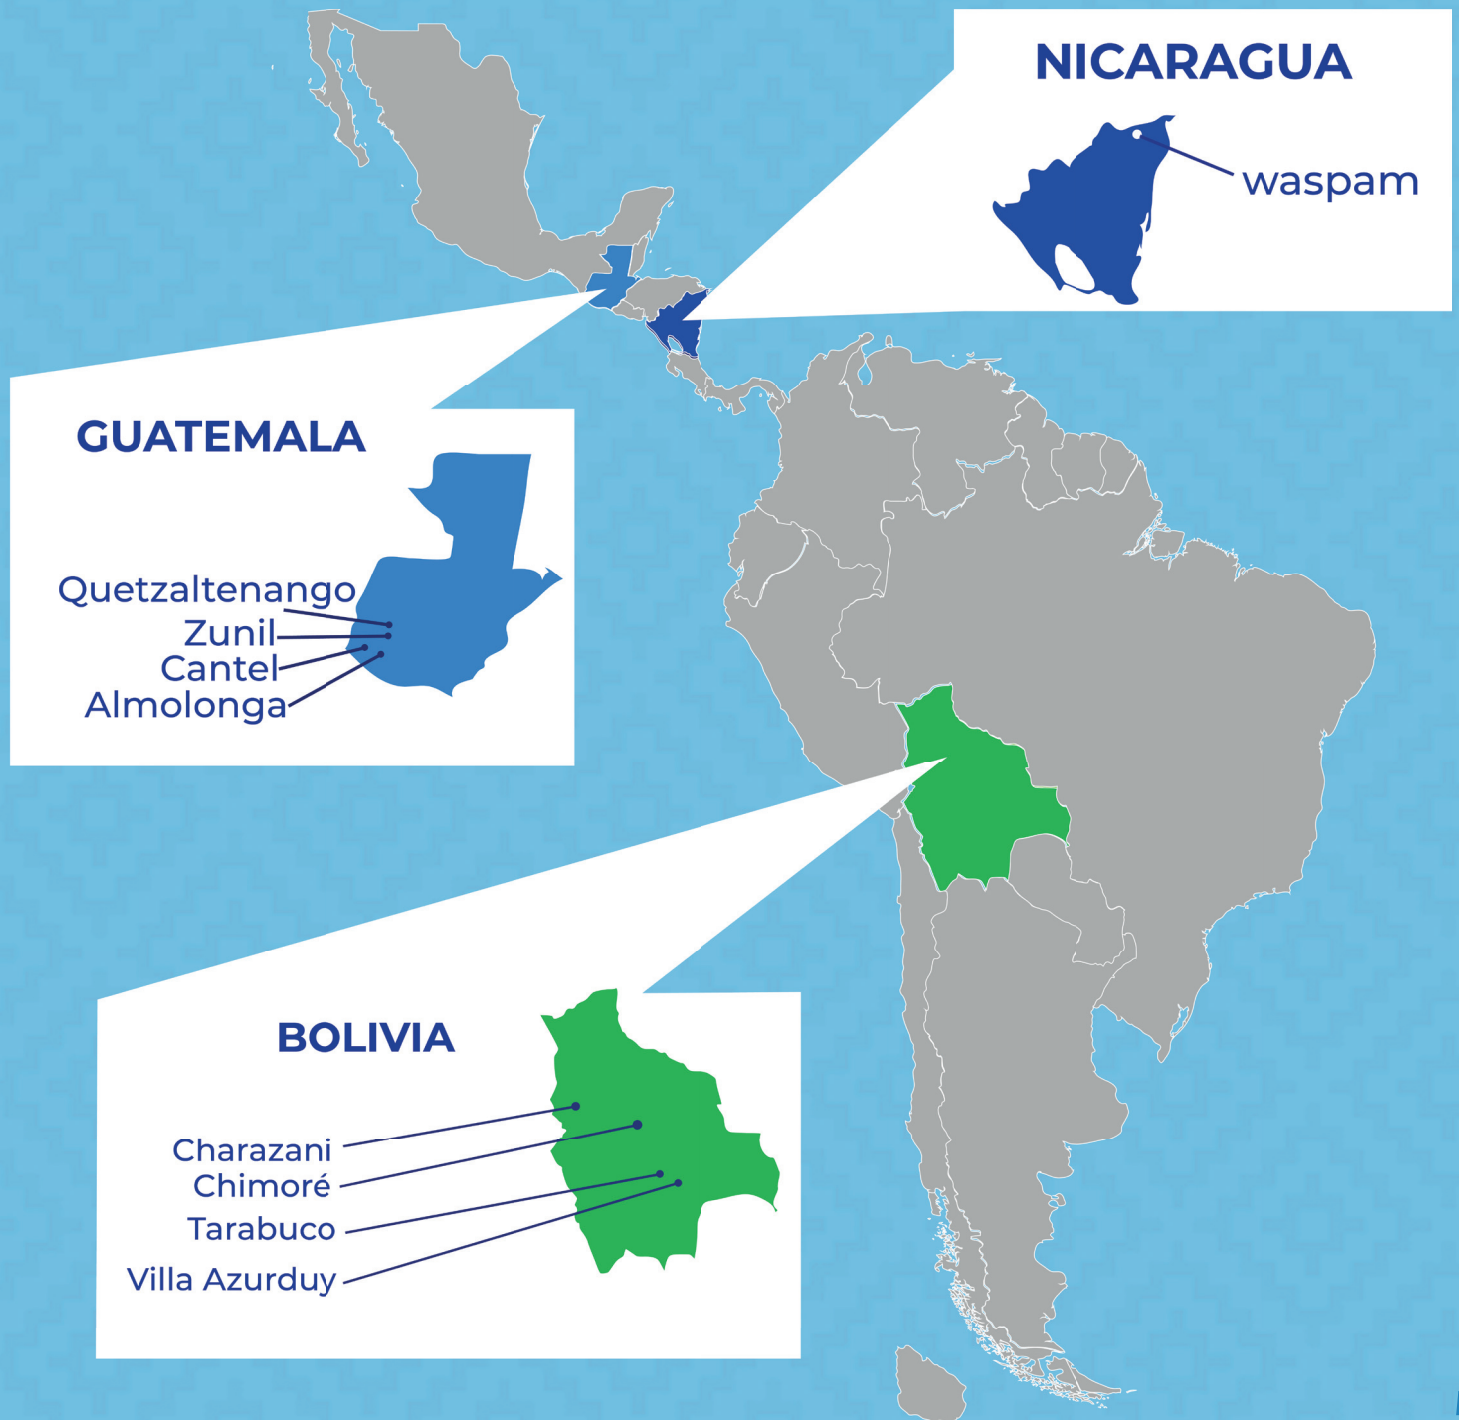 NICARAGUA
waspam
GUATEMALA
Quetzaltenango
Zunil
Cantel
Almolonga
BOLIVIA
Charazani
Chimoré
Tarabuco
Villa Azurduy